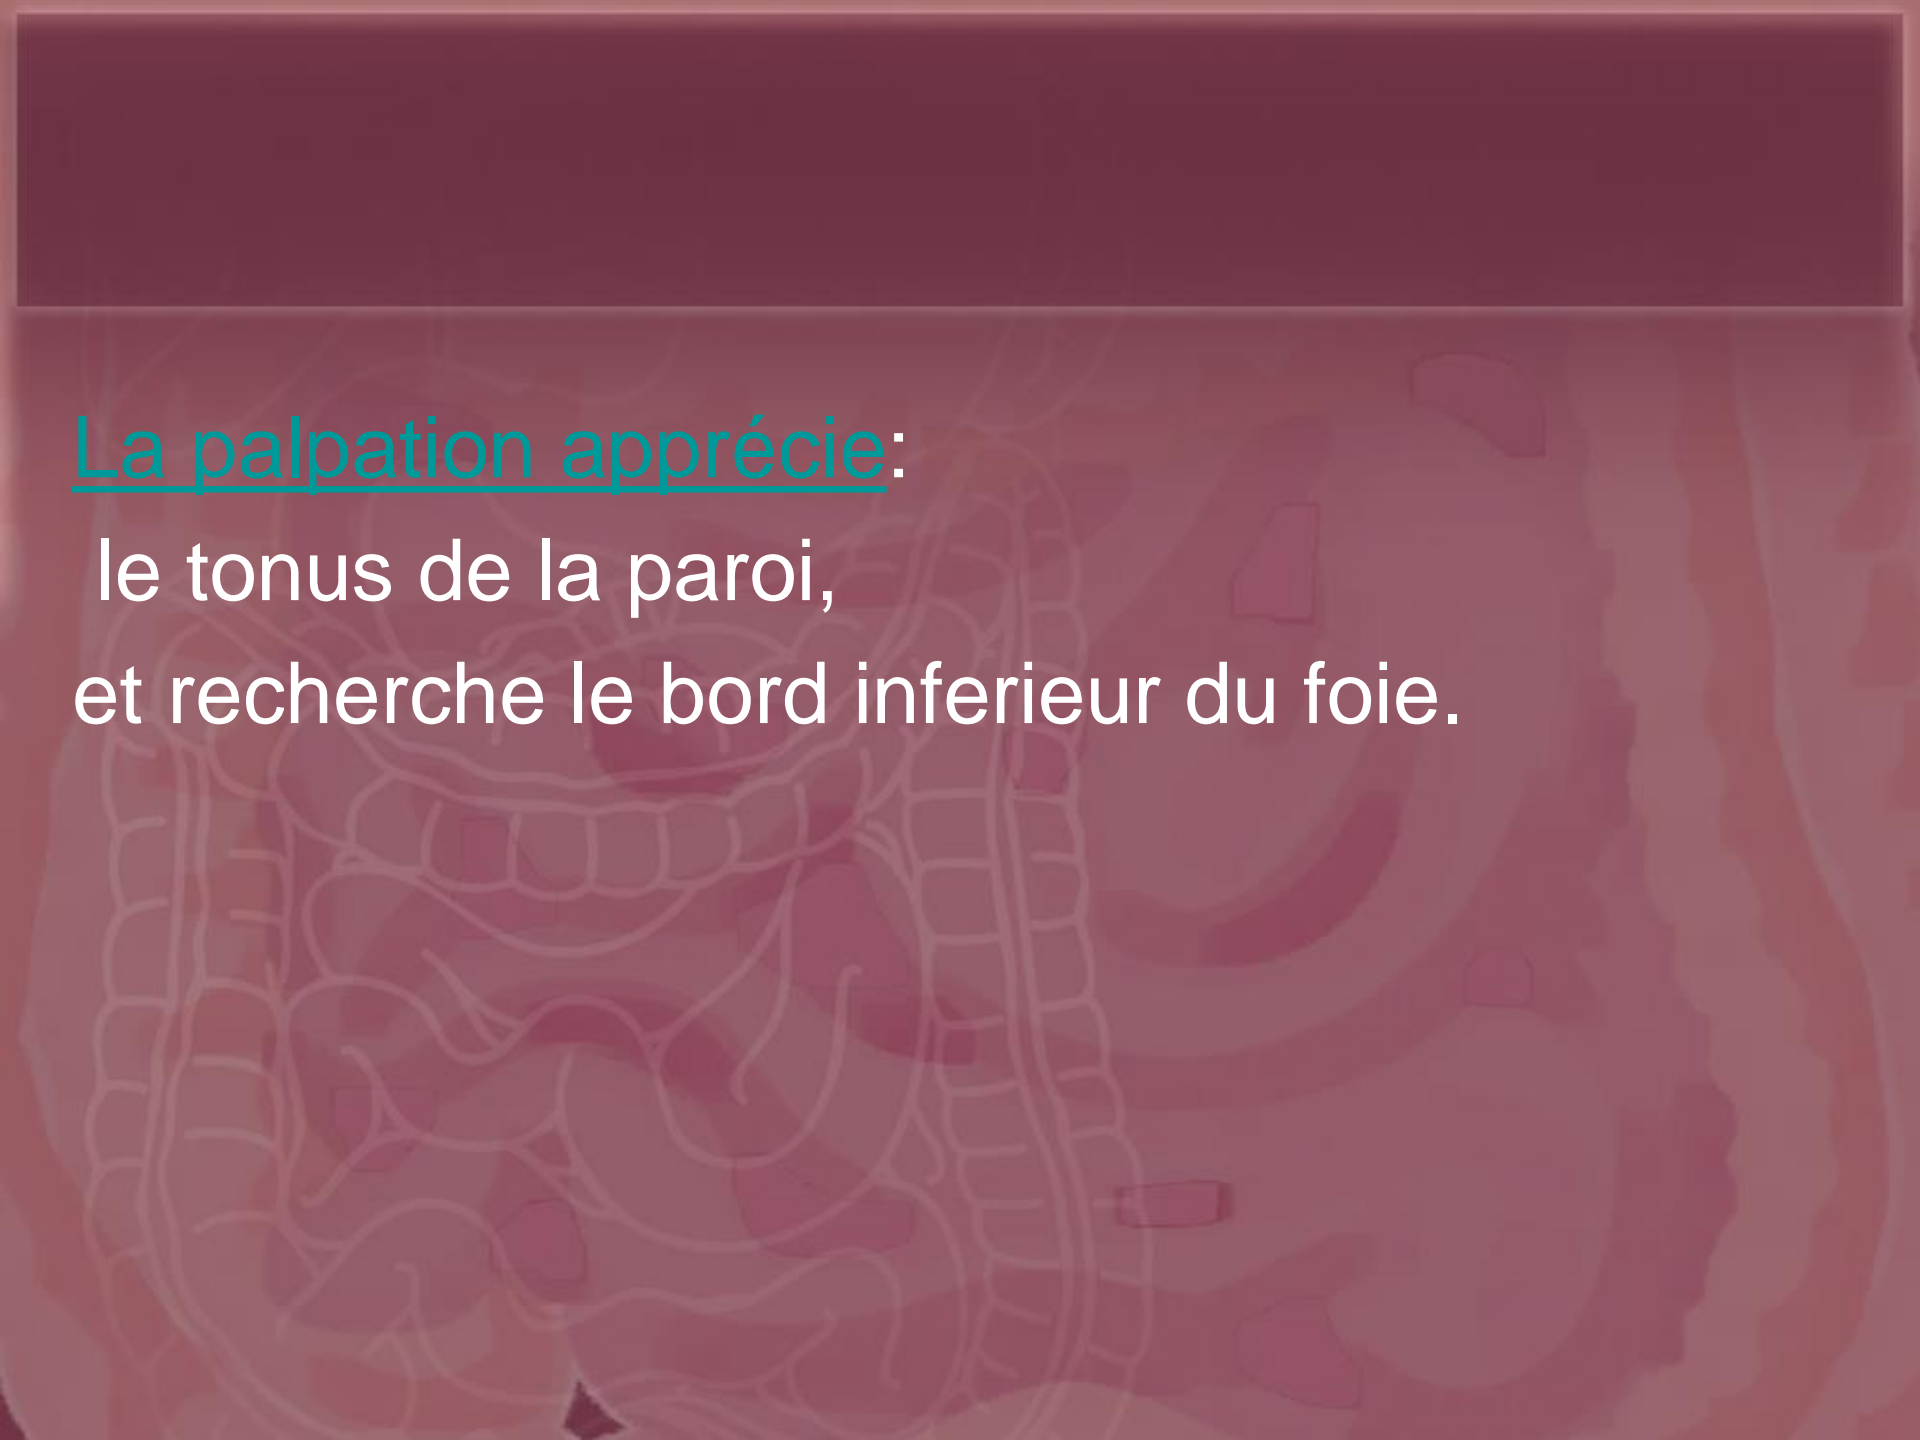 La palpation apprécie:
le tonus de la paroi,
et recherche le bord inferieur du foie.